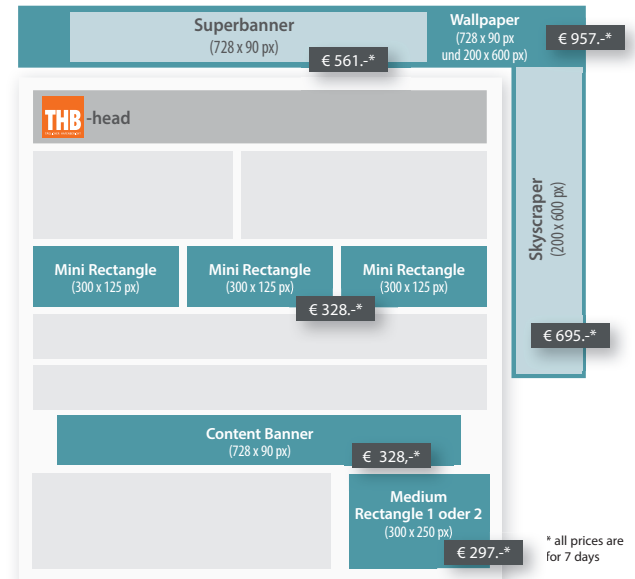 Superbanner
(728 x 90 px)
€ 561.-*
Wallpaper
(728 x 90 px
und 200 x 600 px)
€ 957.-*
THB -head
Skyscraper
(200 x 600 px)
€ 695.-*
Mini Rectangle
(300 x 125 px)
Mini Rectangle
(300 x 125 px)
Mini Rectangle
(300 x 125 px)
€ 328.-*
Content Banner
(728 x 90 px)
€ 328,-*
Medium
Rectangle 1 oder 2
(300 x 250 px)
€ 297.-*
* all prices are
for 7 days